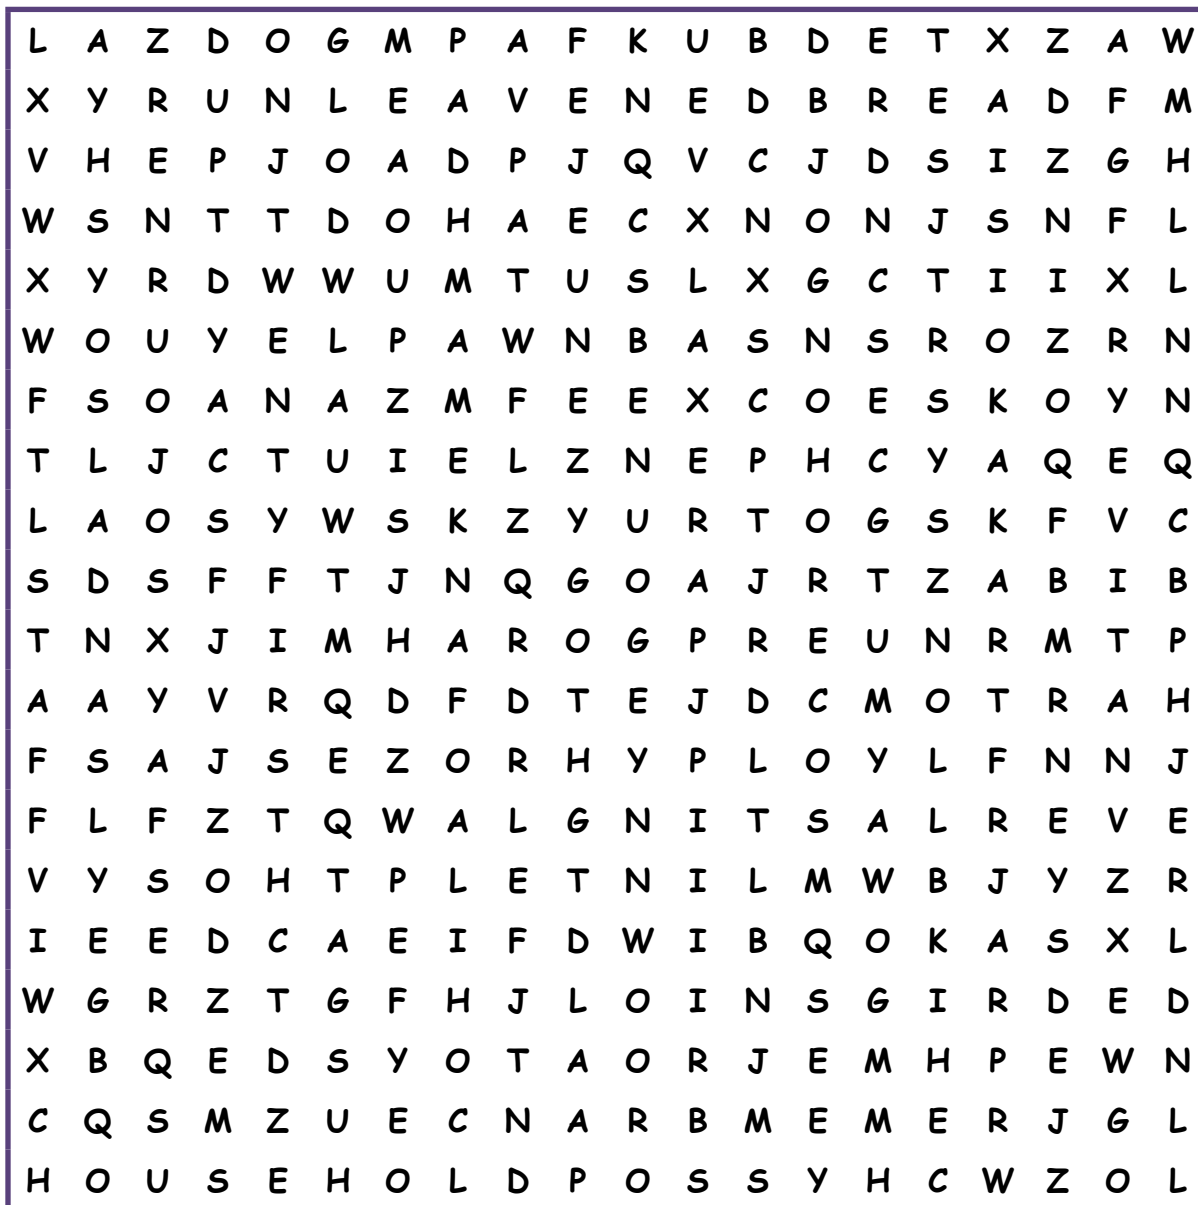 L A Z D O G M P A F K U B D E T X Z A W
X Y R U N L E A V E N E D B R E A D F M
V H E P J O A D P J Q V C J D S I Z G H
W S N T T D O H A E C X N O N J S N F L
X Y R D W W U M T U S L X G C T I I X L
W O U Y E L P A W N B A S N S R O Z R N
F S O A N A Z M F E E X C O E S K O Y N
T L J C T U I E L Z N E P H C Y A Q E Q
L A O S Y W S K Z Y U R T O G S K F V C
S D S F F T J N Q G O A J R T Z A B I B
T N X J I M H A R O G P R E U N R M T P
A A Y V R Q D F D T E J D C M O T R A H
F S A J S E Z O R H Y P L O Y L F N N J
F L F Z T Q W A L G N I T S A L R E V E
V Y S O H T P L E T N I L M W B J Y Z R
I E E D C A E I F D W I B Q O K A S X L
W G R Z T G F H J L O I N S G I R D E D
X B Q E D S Y O T A O R J E M H P E W N
C Q S M Z U E C N A R B M E M E R J G L
H O U S E H O L D P O S S Y H C W Z O L